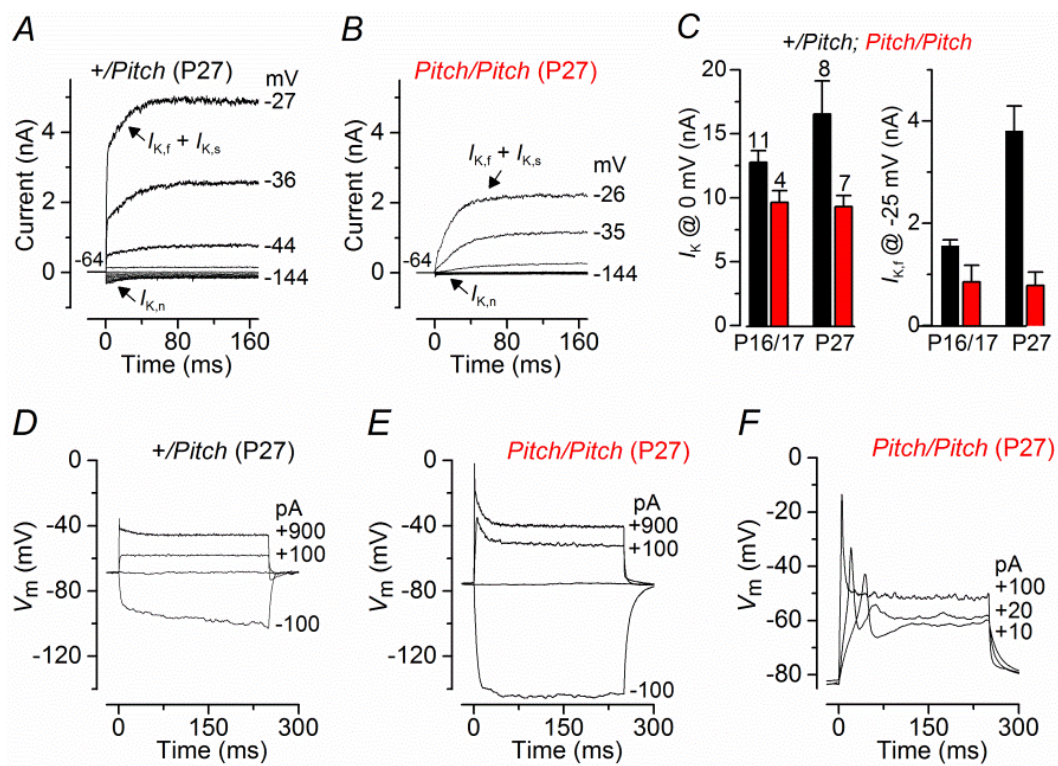 A
+/Pitch (P27)
mV
Current (nA)
4
2
0
-27
-36
-44
-64
-144
IK,f + IK,s
IK,n
0 80 160
Time (ms)
B
Pitch/Pitch (P27)
mV
Current (nA)
4
2
0
-26
-35
-64
-144
IK,f + IK,s
IK,n
0 80 160
Time (ms)
C
+/Pitch; Pitch/Pitch
IK @ 0 mV (nA)
20
15
10
5
0
11
4
8
7
P16/17 P27
IK,f @ -25 mV (nA)
5
2
0
P16/17 P27
D
+/Pitch (P27)
Vm (mV)
0
-40
-80
-120
pA
+900
+100
-100
0 150 300
Time (ms)
E
Pitch/Pitch (P27)
Vm (mV)
0
-40
-80
-120
pA
+900
+100
-100
0 150 300
Time (ms)
F
Pitch/Pitch (P27)
Vm (mV)
0
-20
-40
-60
-80
pA
+100
+20
+10
0 150 300
Time (ms)